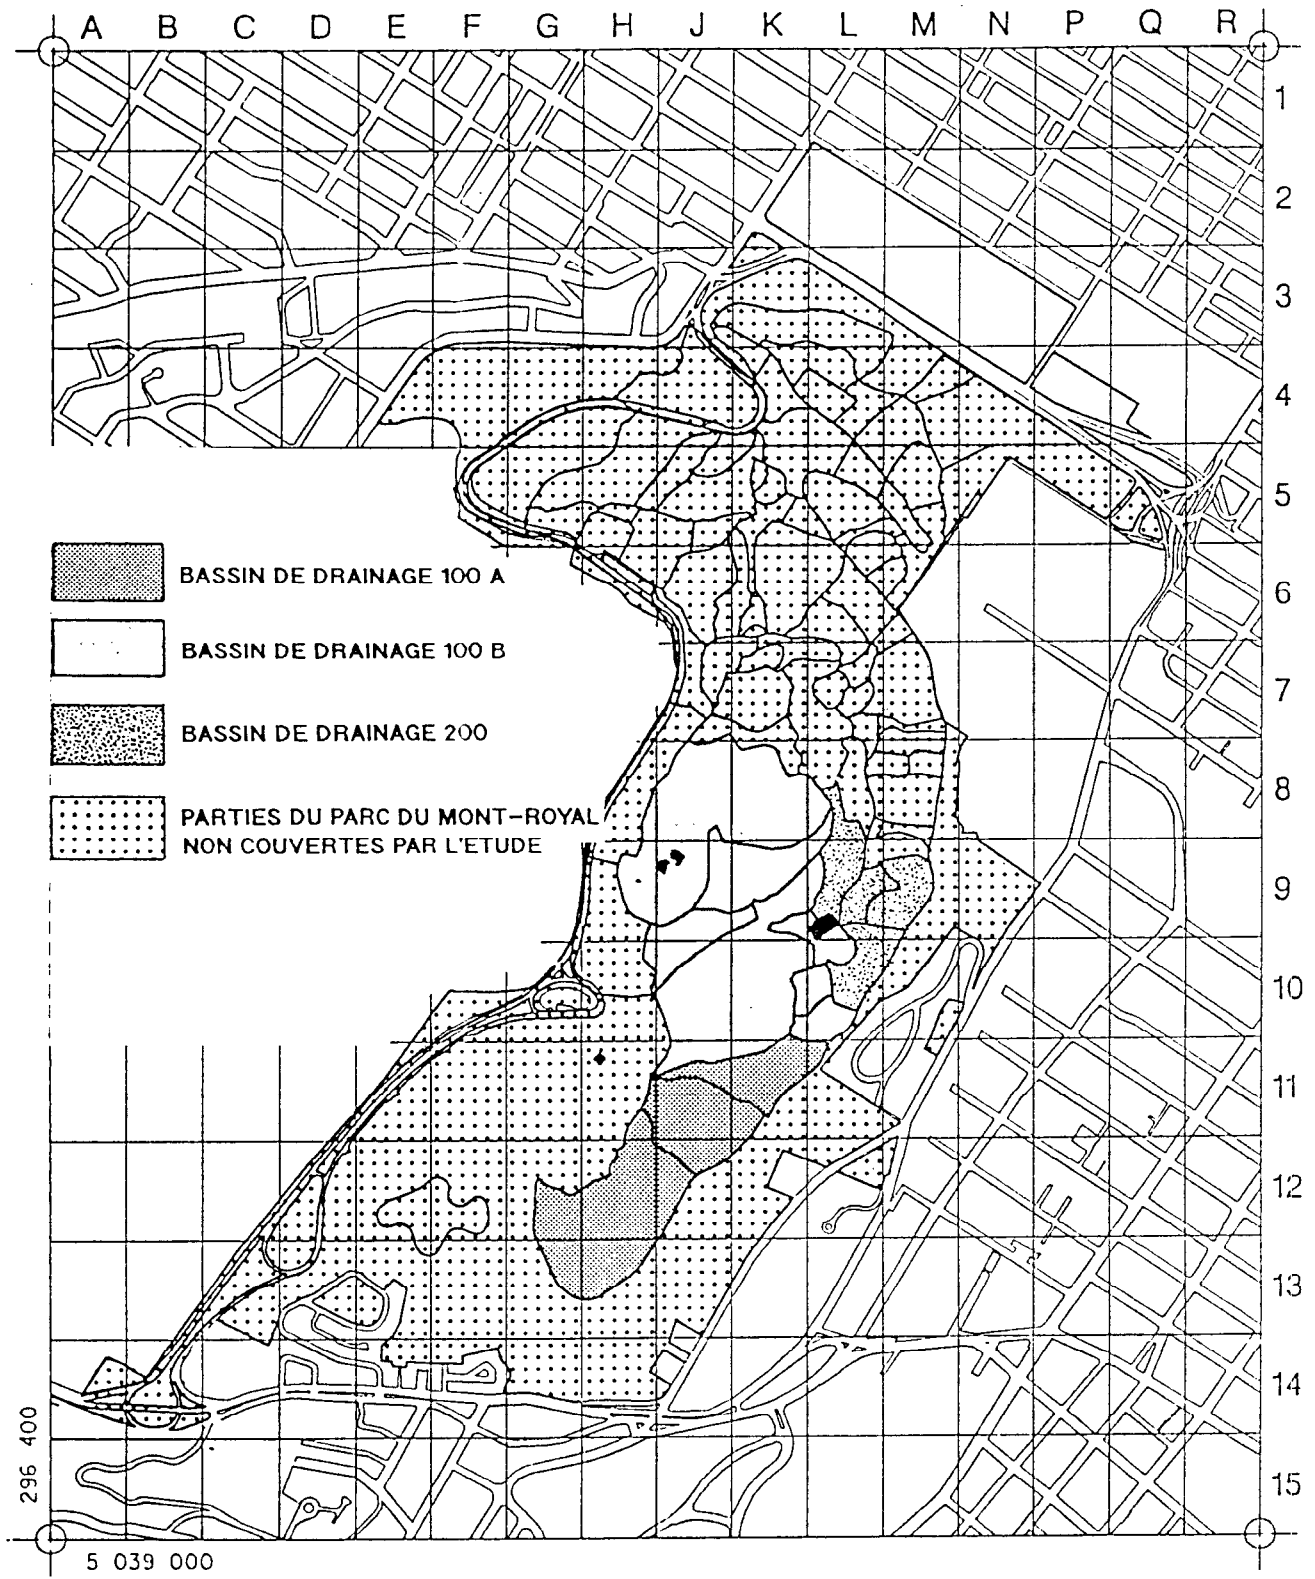 A B C D E F G H J K L M N P Q R
1
2
3
4
5
6
7
8
9
10
11
12
13
14
15
BASSIN DE DRAINAGE 100 A
BASSIN DE DRAINAGE 100 B
BASSIN DE DRAINAGE 200
PARTIES DU PARC DU MONT-ROYAL
NON COUVERTES PAR L'ETUDE
296 400
5 039 000